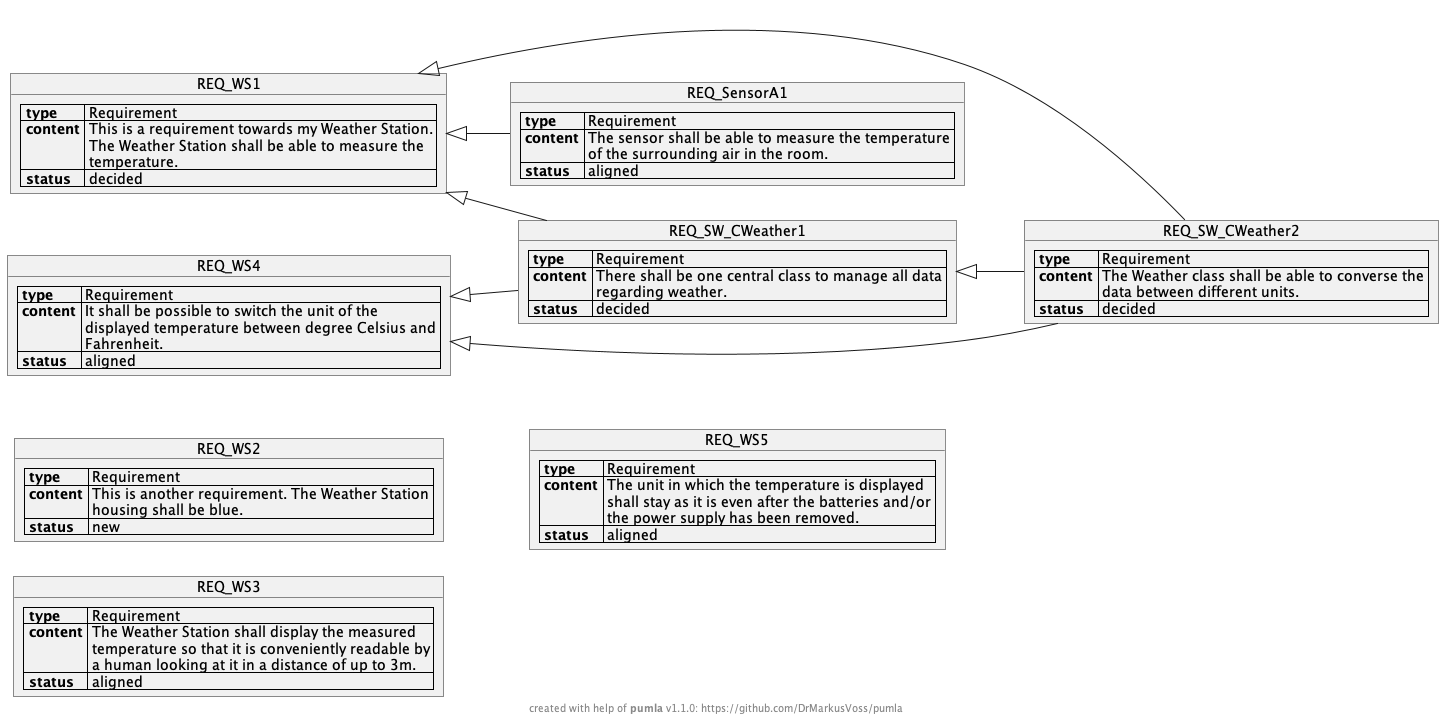 REQ_WS1
type Requirement
content This is a requirement towards my Weather Station.
The Weather Station shall be able to measure the
temperature.
status decided
REQ_SensorA1
type Requirement
content The sensor shall be able to measure the temperature
of the surrounding air in the room.
status aligned
REQ_SW_CWeather1
type Requirement
content There shall be one central class to manage all data
regarding weather.
status decided
REQ_SW_CWeather2
type Requirement
content The Weather class shall be able to converse the
data between different units.
status decided
REQ_WS4
type Requirement
content It shall be possible to switch the unit of the
displayed temperature between degree Celsius and
Fahrenheit.
status aligned
REQ_WS2
type Requirement
content This is another requirement. The Weather Station
housing shall be blue.
status new
REQ_WS5
type Requirement
content The unit in which the temperature is displayed
shall stay as it is even after the batteries and/or
the power supply has been removed.
status aligned
REQ_WS3
type Requirement
content The Weather Station shall display the measured
temperature so that it is conveniently readable by
a human looking at it in a distance of up to 3m.
status aligned
created with help of pumla v1.1.0: https://github.com/DrMarkusVoss/pumla